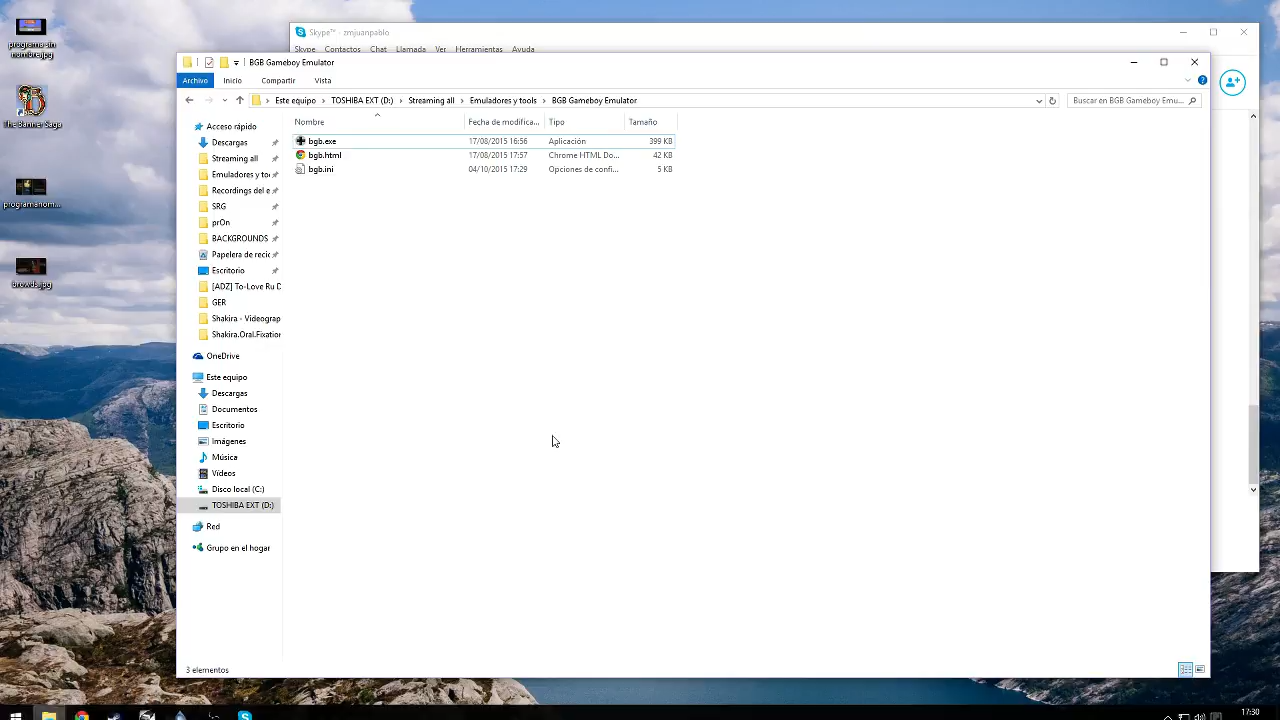 programa sin
nombre.jpg
TheBannerSaga
programanom...
browds.jpg
Skype™ - zmjuanpablo
Skype Contactos Chat Llamada Ver Herramientas Ayuda
BGB Gameboy Emulator
Archivo Inicio Compartir Vista
Este equipo TOSHIBA EXT (D:) Streaming all Emuladores y tools BGB Gameboy Emulator Buscar en BGB Gameboy Emu...
Nombre Fecha de modifica... Tipo Tamaño
bgb.exe 17/08/2015 16:56 Aplicación 399 KB
bgb.html 17/08/2015 17:57 Chrome HTML Do... 42 KB
bgb.ini 04/10/2015 17:29 Opciones de confi... 5 KB
Acceso rápido
Descargas
Streaming all
Emuladores y to
Recordings del e
SRG
prOn
BACKGROUNDS
Papelera de recic
Escritorio
[ADZ] To-Love Ru D
GER
Shakira - Videograp
Shakira.Oral.Fixation
OneDrive
Este equipo
Descargas
Documentos
Escritorio
Imágenes
Música
Vídeos
Disco local (C:)
TOSHIBA EXT (D:)
Red
Grupo en el hogar
3 elementos
17:30